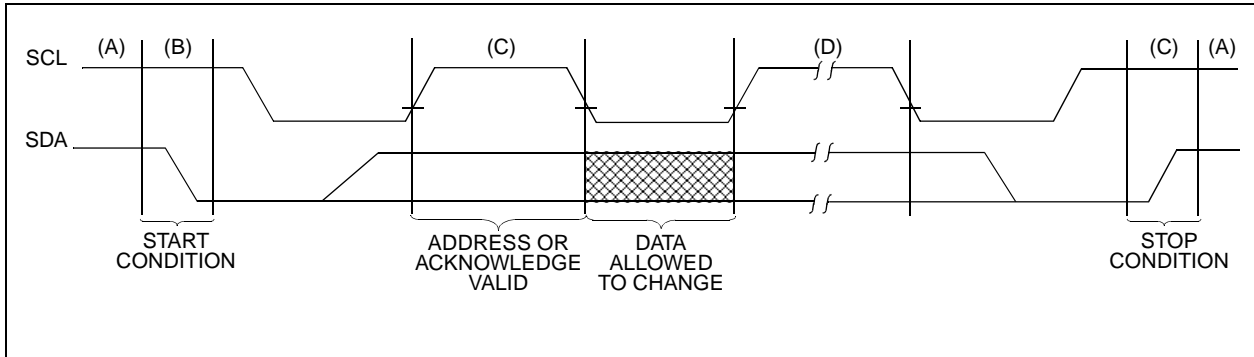 (A) (B) (C) (D) (C) (A)
SCL
SDA
START
CONDITION
ADDRESS OR
ACKNOWLEDGE
VALID
DATA
ALLOWED
TO CHANGE
STOP
CONDITION